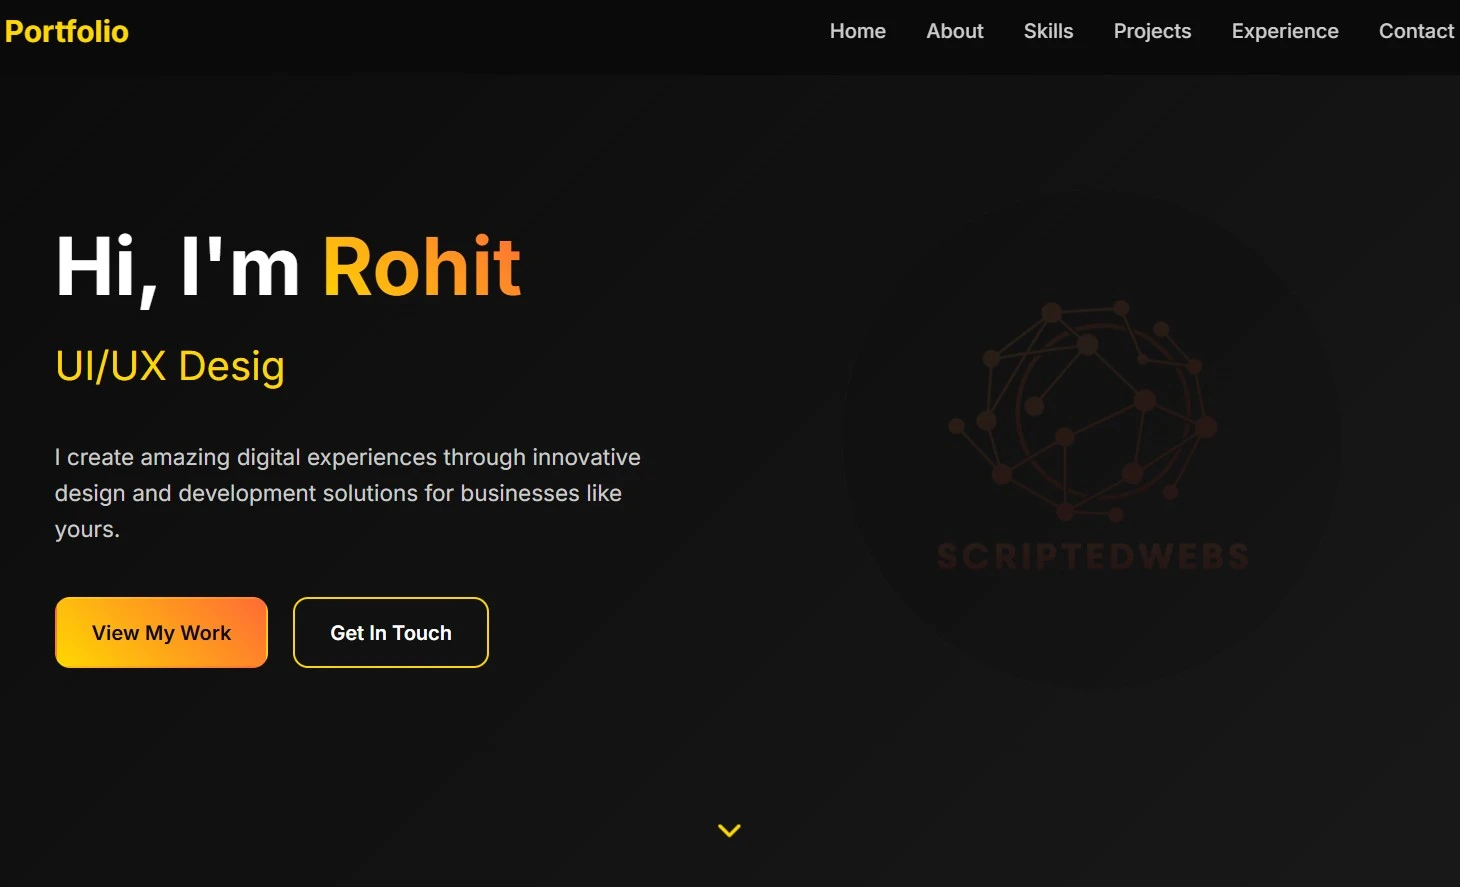 Portfolio
Home About Skills Projects Experience Contact
Hi, I'm Rohit
UI/UX Desig
I create amazing digital experiences through innovative
design and development solutions for businesses like
yours.
View My Work
Get In Touch
SCRIPTEDWEBS